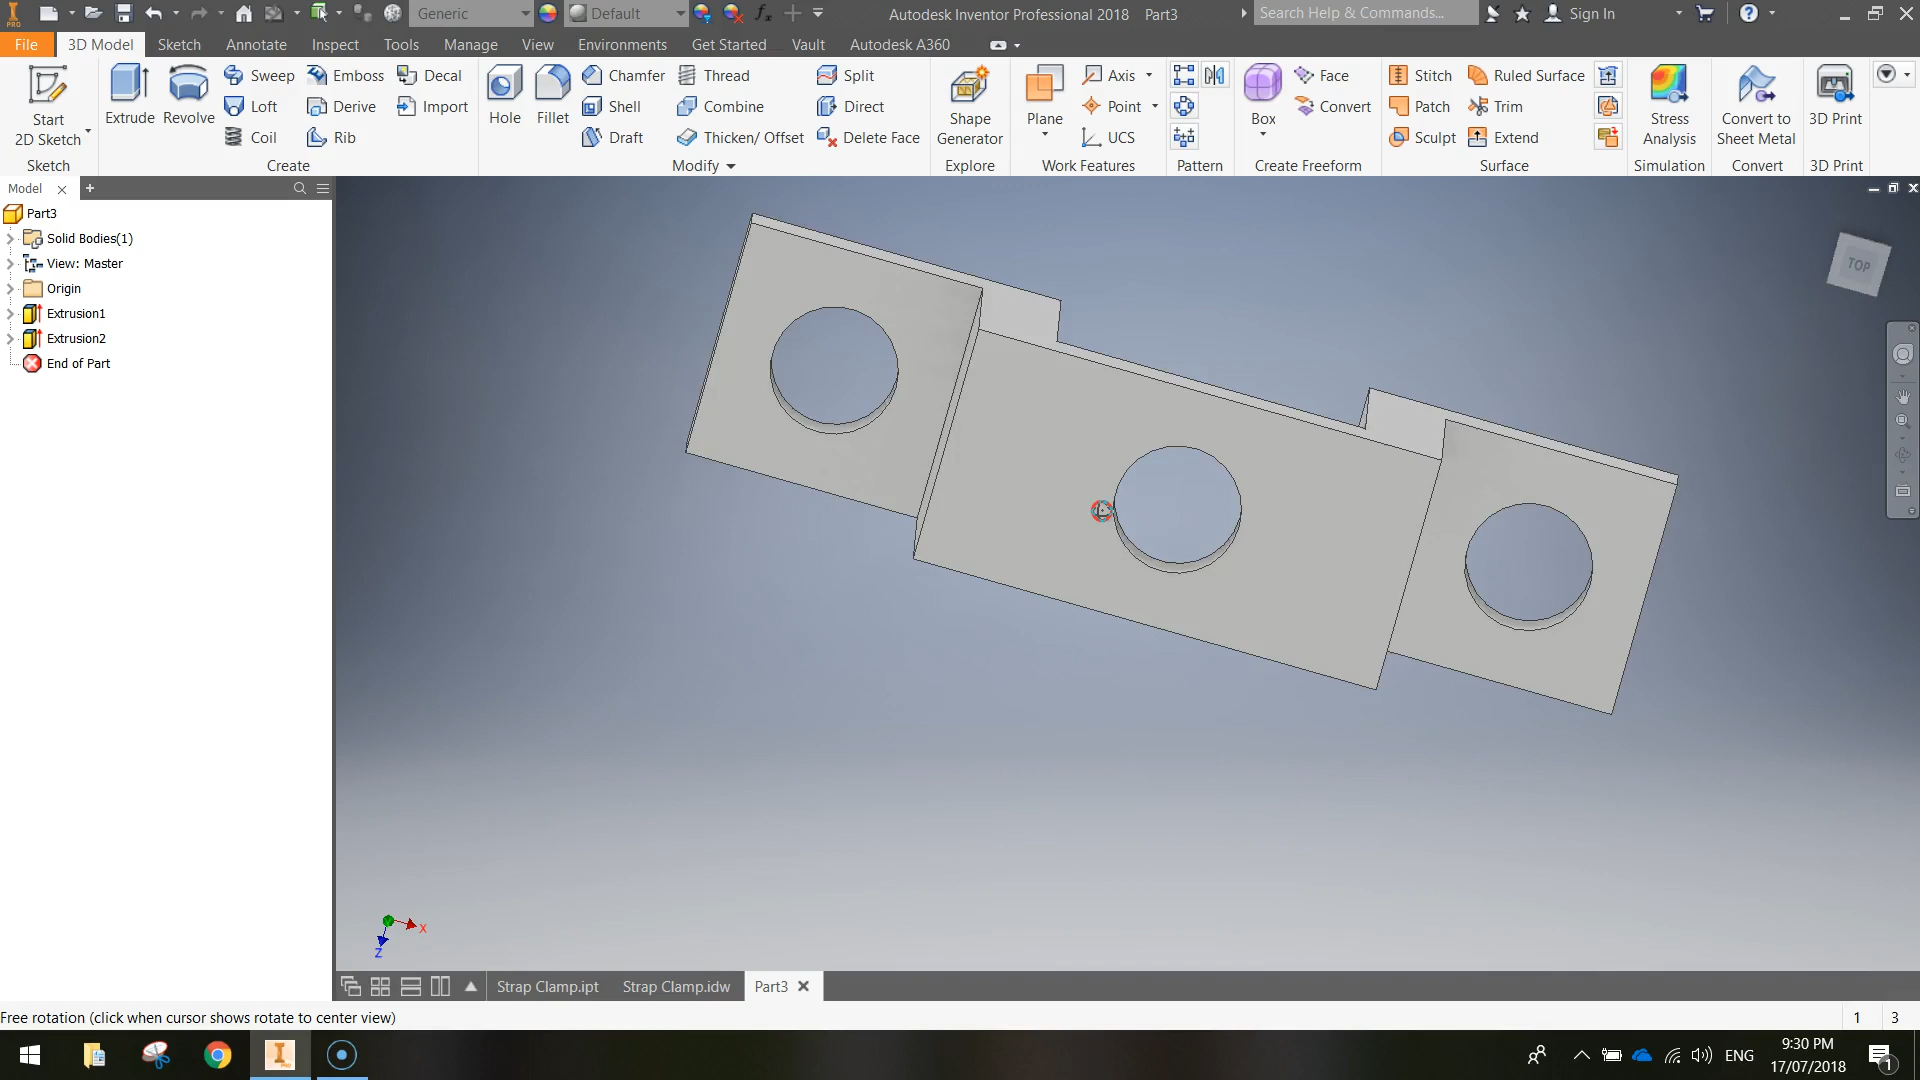 PRO
Generic
Default
fx
Autodesk Inventor Professional 2018 Part3
Search Help & Commands...
Sign In
File
3D Model
Sketch
Annotate
Inspect
Tools
Manage
View
Environments
Get Started
Vault
Autodesk A360
Start
2D Sketch
Sketch
Extrude
Revolve
Sweep
Loft
Coil
Emboss
Derive
Rib
Decal
Import
Create
Hole
Fillet
Chamfer
Shell
Draft
Thread
Combine
Thicken/ Offset
Split
Direct
Delete Face
Modify
Shape
Generator
Explore
Plane
Axis
Point
UCS
Work Features
Pattern
Box
Face
Convert
Create Freeform
Stitch
Patch
Sculpt
Ruled Surface
Trim
Extend
Surface
Stress
Analysis
Simulation
Convert to
Sheet Metal
Convert
3D Print
3D Print
Model
Part3
Solid Bodies(1)
View: Master
Origin
Extrusion1
Extrusion2
End of Part
TOP
X
Z
Strap Clamp.ipt
Strap Clamp.idw
Part3
Free rotation (click when cursor shows rotate to center view)
1
3
ENG
9:30 PM
17/07/2018
1